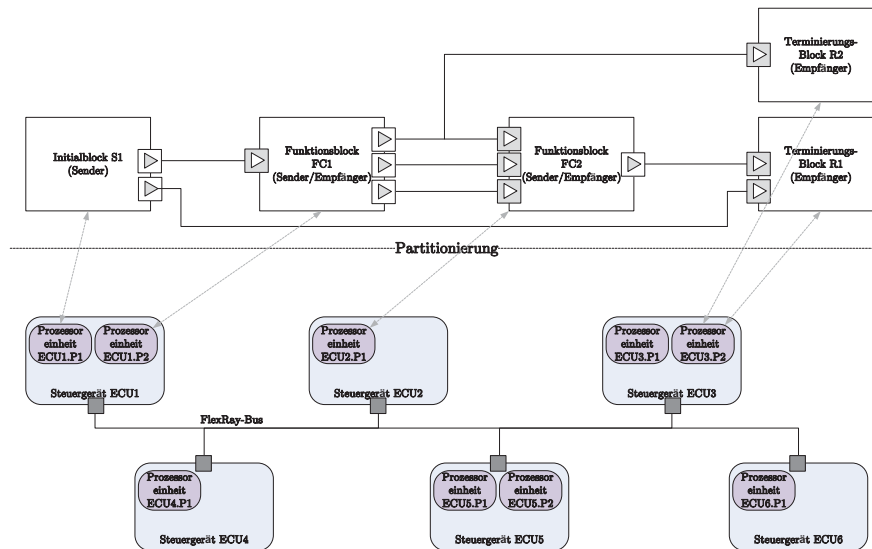 Terminierungs-
Block R2
(Empfänger)
Initialblock S1
(Sender)
Funktionsblock
FC1
(Sender/Empfänger)
Funktionsblock
FC2
(Sender/Empfänger)
Terminierungs-
Block R1
(Empfänger)
Partitionierung
Prozessor
einheit
ECU1.P1
Prozessor
einheit
ECU1.P2
Steuergerät ECU1
Prozessor
einheit
ECU2.P1
Steuergerät ECU2
Prozessor
einheit
ECU3.P1
Prozessor
einheit
ECU3.P2
Steuergerät ECU3
FlexRay-Bus
Prozessor
einheit
ECU4.P1
Steuergerät ECU4
Prozessor
einheit
ECU5.P1
Prozessor
einheit
ECU5.P2
Steuergerät ECU5
Prozessor
einheit
ECU6.P1
Steuergerät ECU6